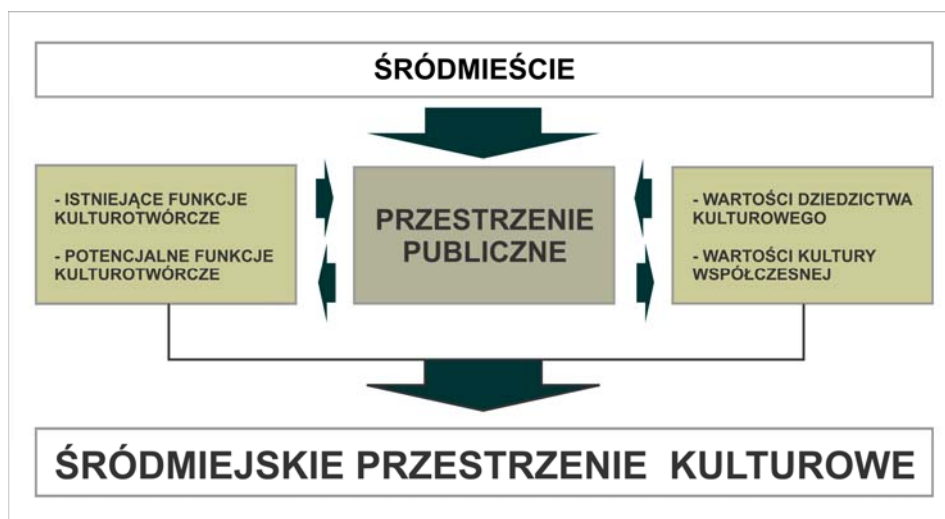 ŚRÓDMIEŚCIE
- ISTNIEJĄCE FUNKCJE
KULTUROTWÓRCZE
- POTENCJALNE FUNKCJE
KULTUROTWÓRCZE
PRZESTRZENIE
PUBLICZNE
- WARTOŚCI DZIEDZICTWA
KULTUROWEGO
- WARTOŚCI KULTURY
WSPÓŁCZESNEJ
ŚRÓDMIEJSKIE PRZESTRZENIE KULTUROWE